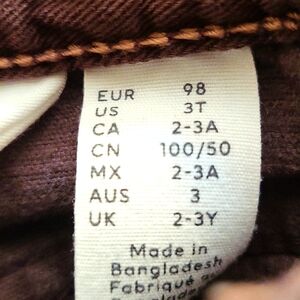 EUR 98
US 3T
CA 2-3A
CN 100/50
MX 2-3A
AUS 3
UK 2-3Y
Made in
Bangladesh
Fabriqué au